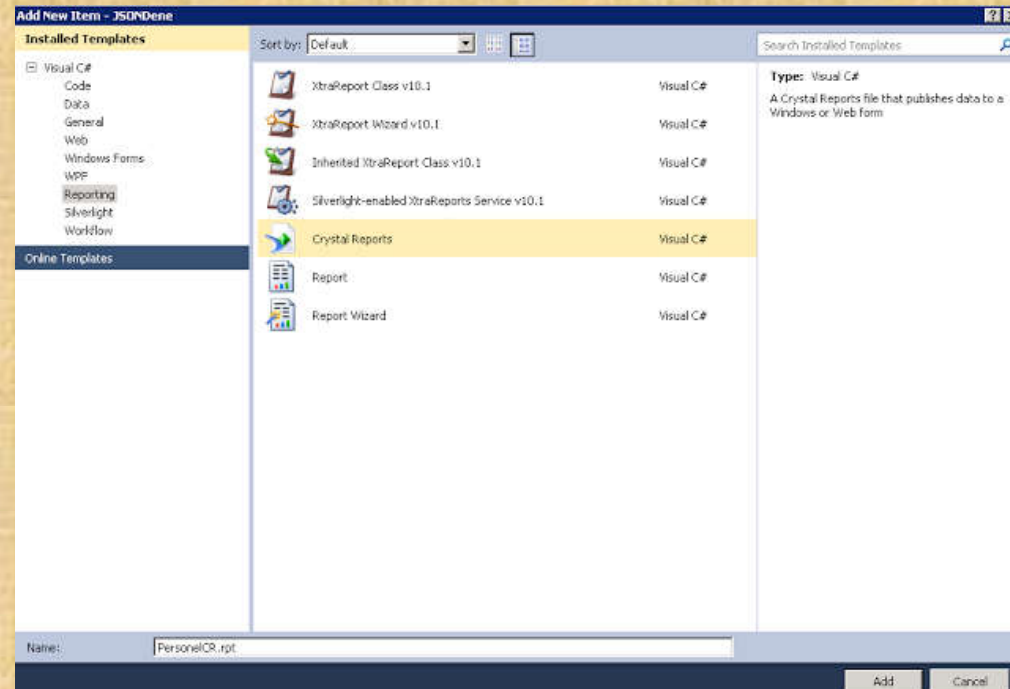 Add New Item - JSONDene
Installed Templates
Visual C#
Code
Data
General
Web
Windows Forms
WPF
Reporting
Silverlight
Workflow
Online Templates
Sort by: Default
XtraReport Class v10.1 Visual C#
XtraReport Wizard v10.1 Visual C#
Inherited XtraReport Class v10.1 Visual C#
Silverlight-enabled XtraReports Service v10.1 Visual C#
Crystal Reports Visual C#
Report Visual C#
Report Wizard Visual C#
Search Installed Templates
Type: Visual C#
A Crystal Reports file that publishes data to a
Windows or Web form
Name: PersonelCR.rpt
Add Cancel